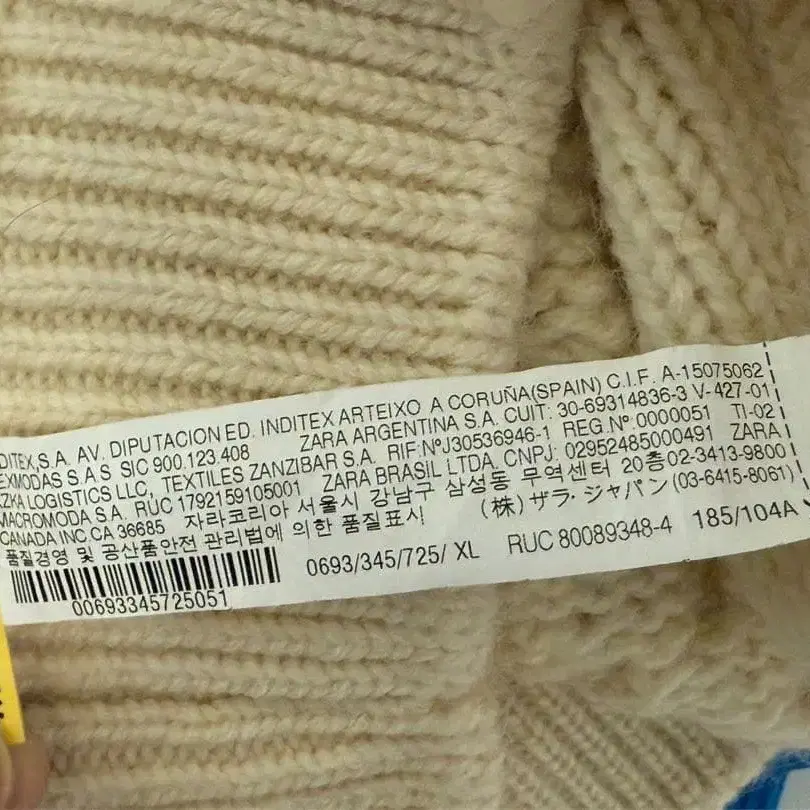 DITEX,S.A. AV. DIPUTACION ED. INDITEX ARTEIXO A CORUÑA(SPAIN) C.I.F. A-15075062
EXMODAS S.A.S SIC 900.123.408 ZARA ARGENTINA S.A. CUIT: 30-69314836-3 V-427-01
ZKA LOGISTICS LLC, TEXTILES ZANZIBAR S.A. RIF:NºJ30536946-1 REG Nº.0000051 TI-02
MACROMODA S.A. RUC 1792159105001 ZARA BRASIL LTDA. CNPJ: 02952485000491 ZARA
CANADA INC CA 36685 자라코리아 서울시 강남구 삼성동 무역센터 20층02-3413-9800
품질경영 및 공산품안전 관리법에 의한 품질표시 (株) ザラ・ジャパン (03-6415-8061)
0693/345/725/ XL RUC 80089348-4 185/104A
00693345725051